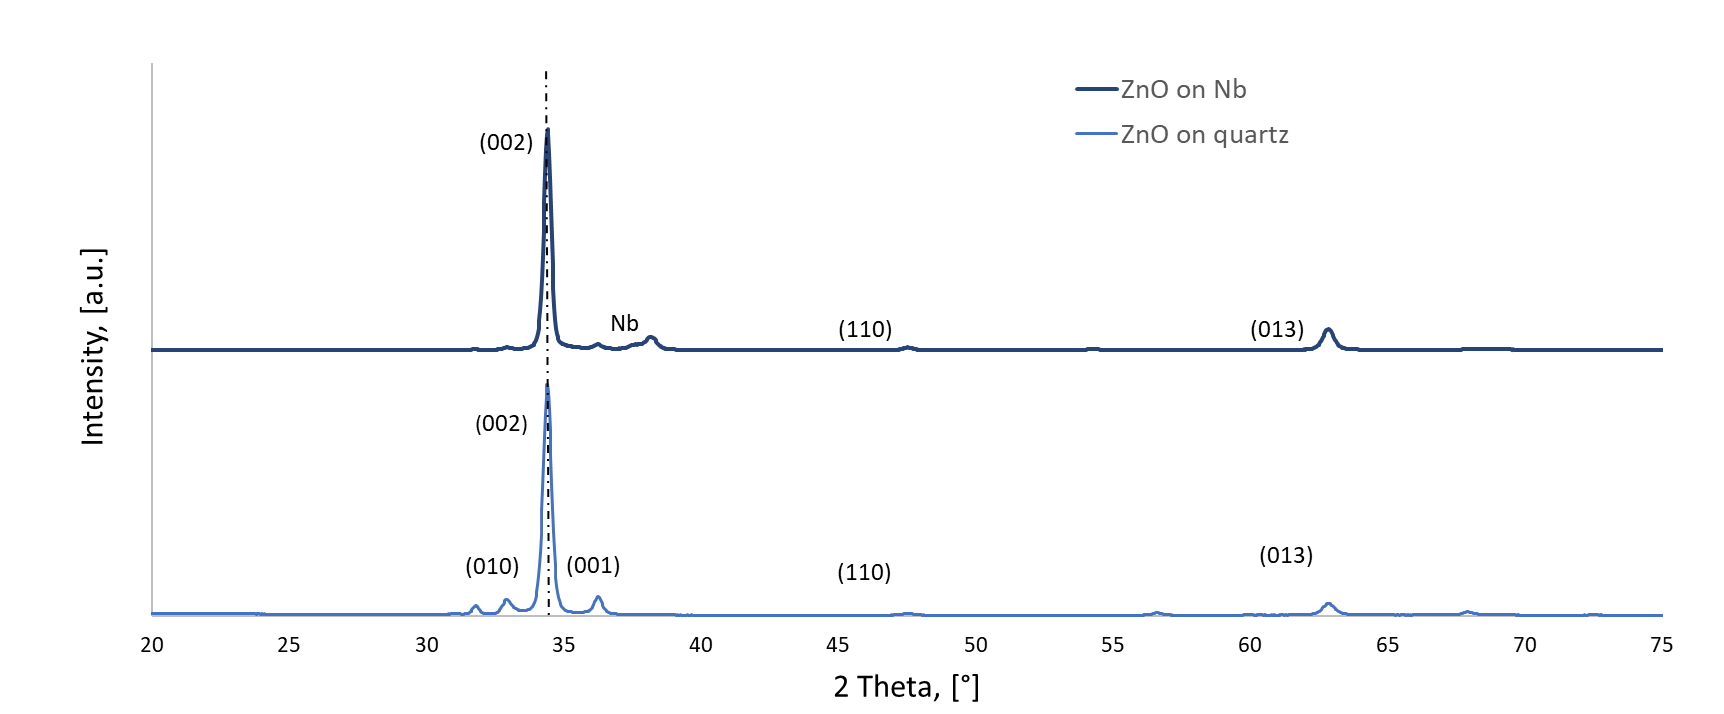 ZnO on Nb
ZnO on quartz
(002)
Nb
(110)
(013)
(002)
(010)
(001)
(110)
(013)
Intensity, [a.u.]
20 25 30 35 40 45 50 55 60 65 70 75
2 Theta, [°]